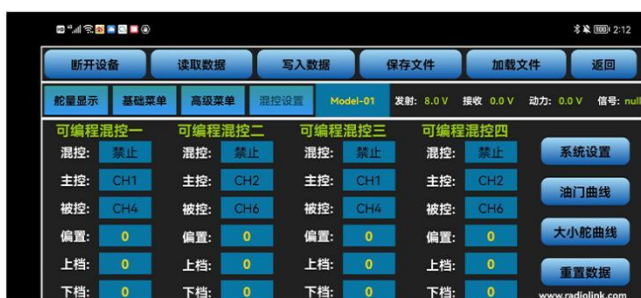 100 2:12
断开设备 读取数据 写入数据 保存文件 加载文件 返回
舵量显示 基础菜单 高级菜单 混控设置 Model-01 发射: 8.0 V 接收 0.0 V 动力: 0.0 V 信号: null
可编程混控一 可编程混控二 可编程混控三 可编程混控四
混控: 禁止 混控: 禁止 混控: 禁止 混控: 禁止 系统设置
主控: CH1 主控: CH2 主控: CH1 主控: CH2 油门曲线
被控: CH4 被控: CH6 被控: CH4 被控: CH6
偏置: 0 偏置: 0 偏置: 0 偏置: 0 大小舵曲线
上档: 0 上档: 0 上档: 0 上档: 0 重置数据
下档: 0 下档: 0 下档: 0 下档: 0 www.radiolink.com